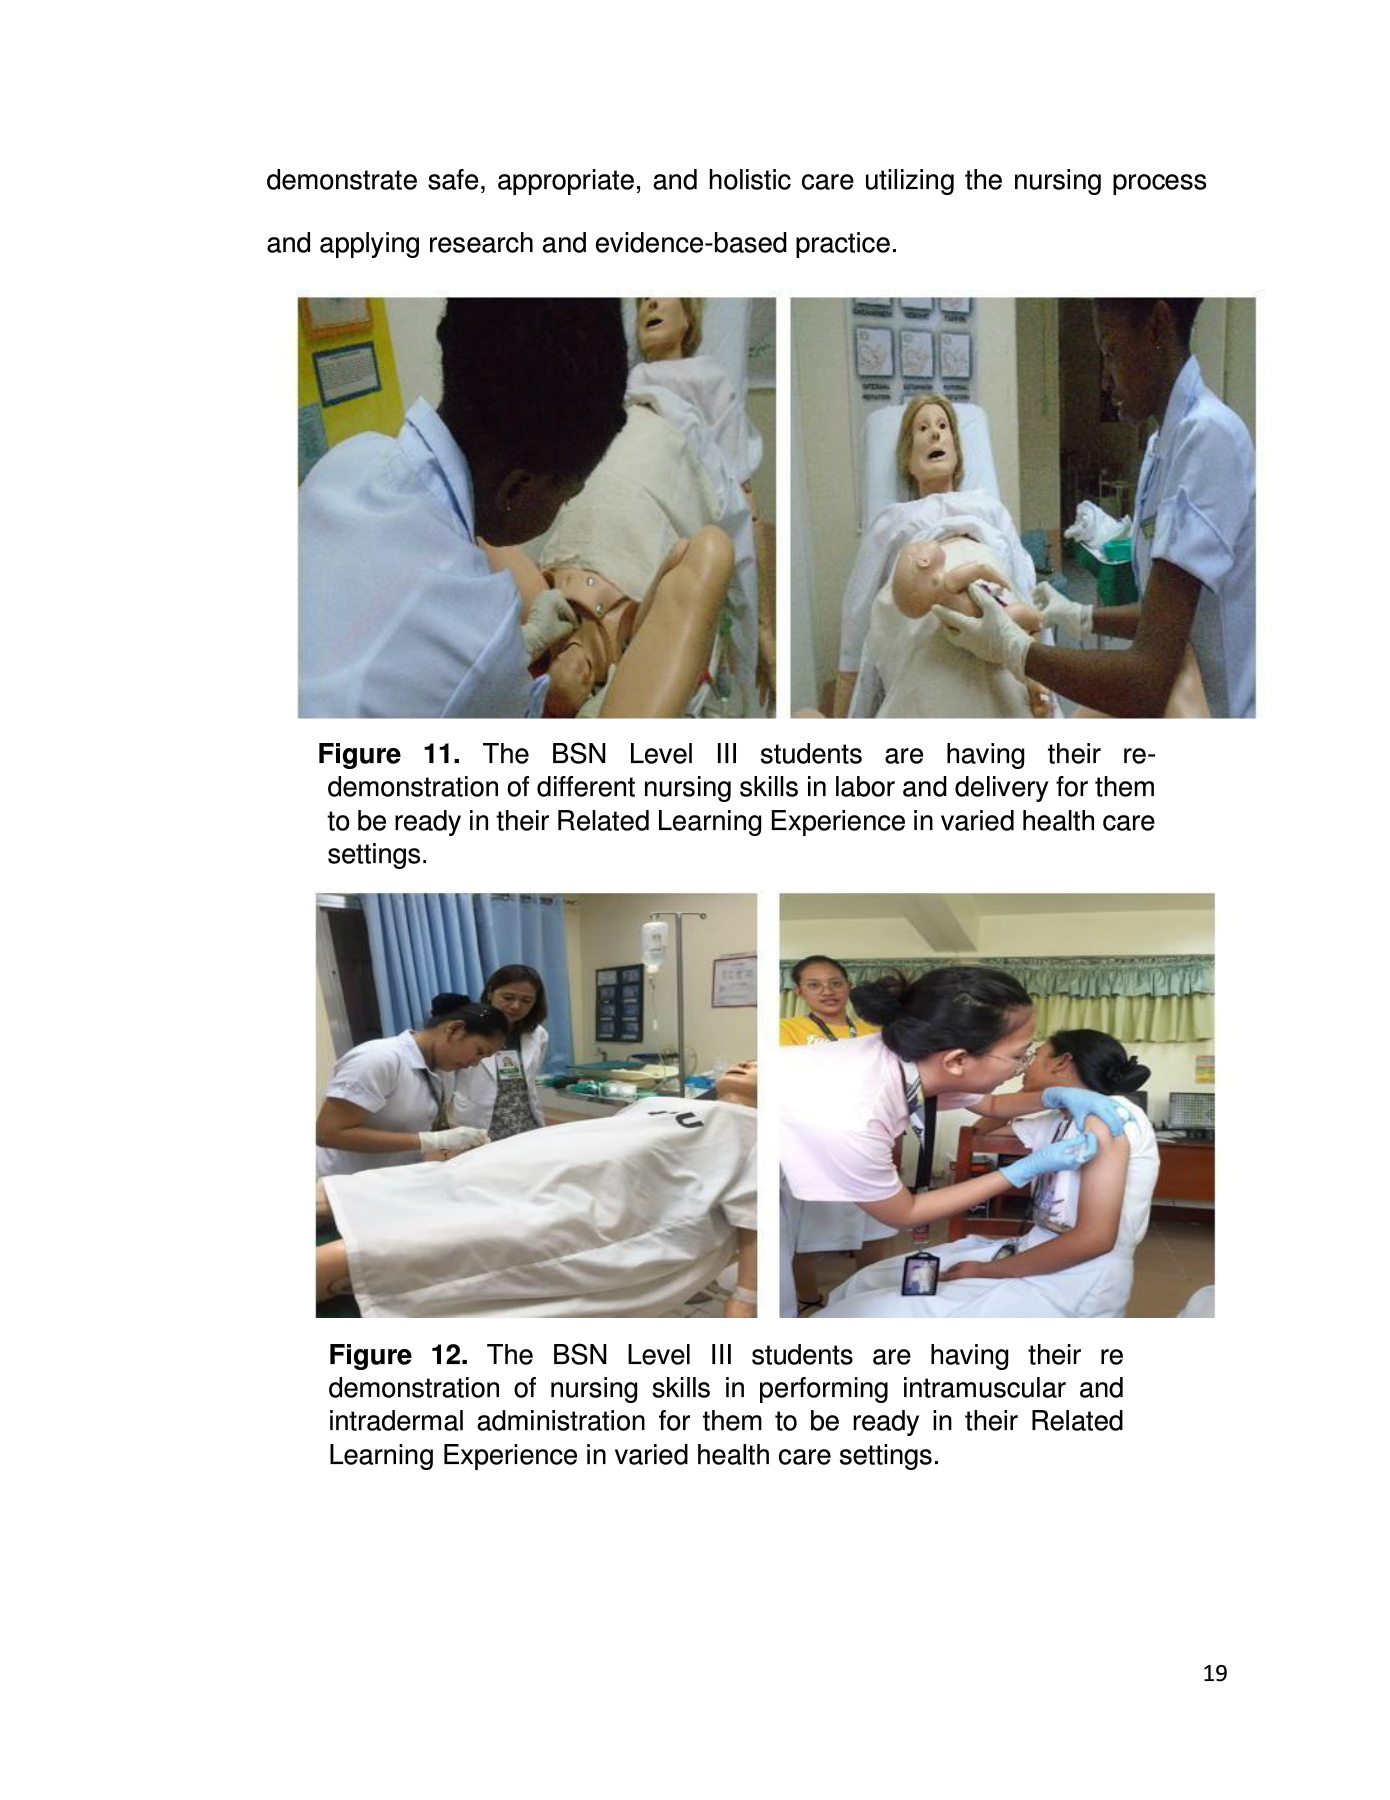 demonstrate safe, appropriate, and holistic care utilizing the nursing process
and applying research and evidence-based practice.
Figure 11. The BSN Level III students are having their re-
demonstration of different nursing skills in labor and delivery for them
to be ready in their Related Learning Experience in varied health care
settings.
Figure 12. The BSN Level III students are having their re
demonstration of nursing skills in performing intramuscular and
intradermal administration for them to be ready in their Related
Learning Experience in varied health care settings.
19